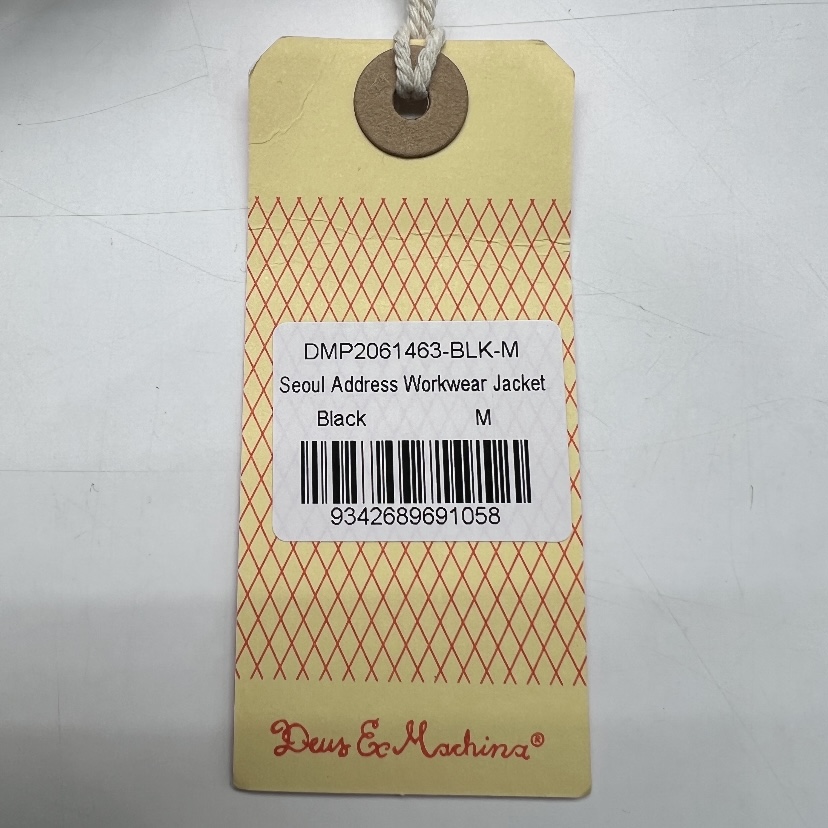 DMP2061463-BLK-M
Seoul Address Workwear Jacket
Black M
9342689691058
Deus Ex Machina®